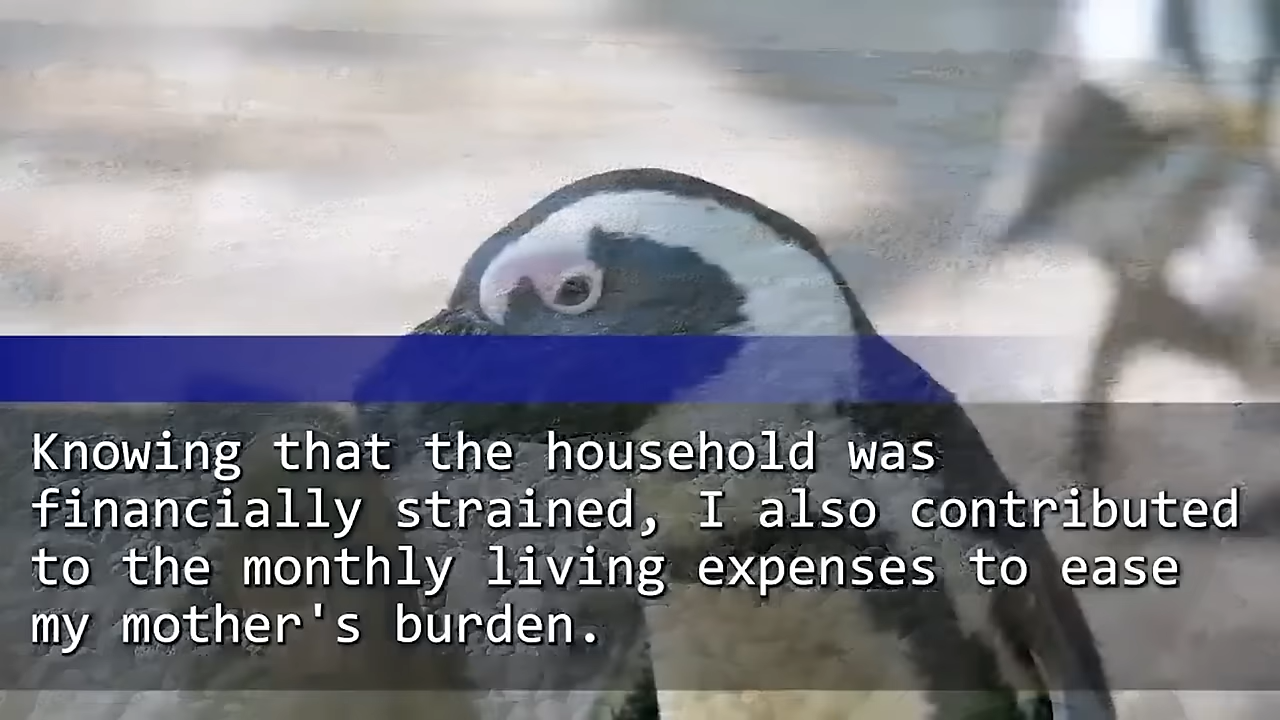 Knowing that the household was
financially strained, I also contributed
to the monthly living expenses to ease
my mother's burden.